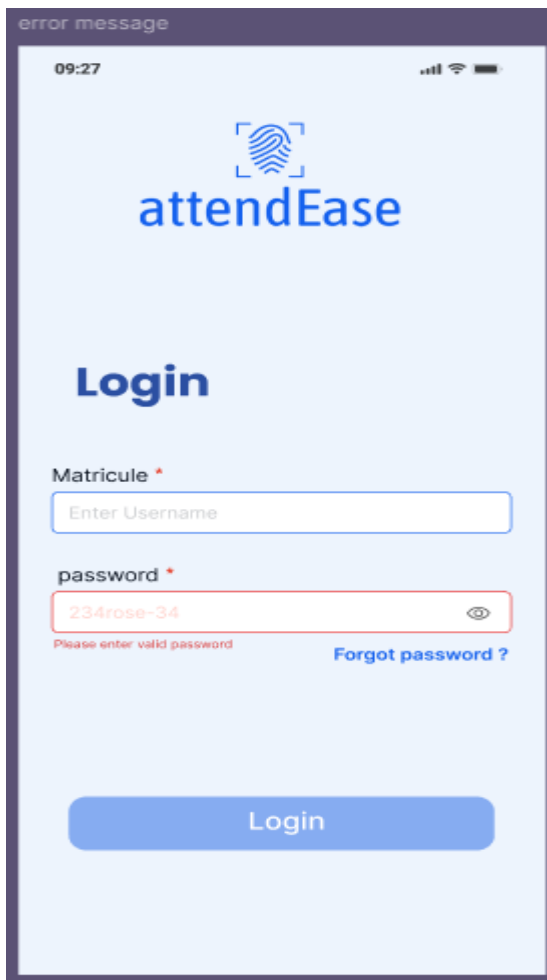 error message
09:27
attendEase
Login
Matricule *
Enter Username
password *
234rose-34
Please enter valid password
Forgot password ?
Login